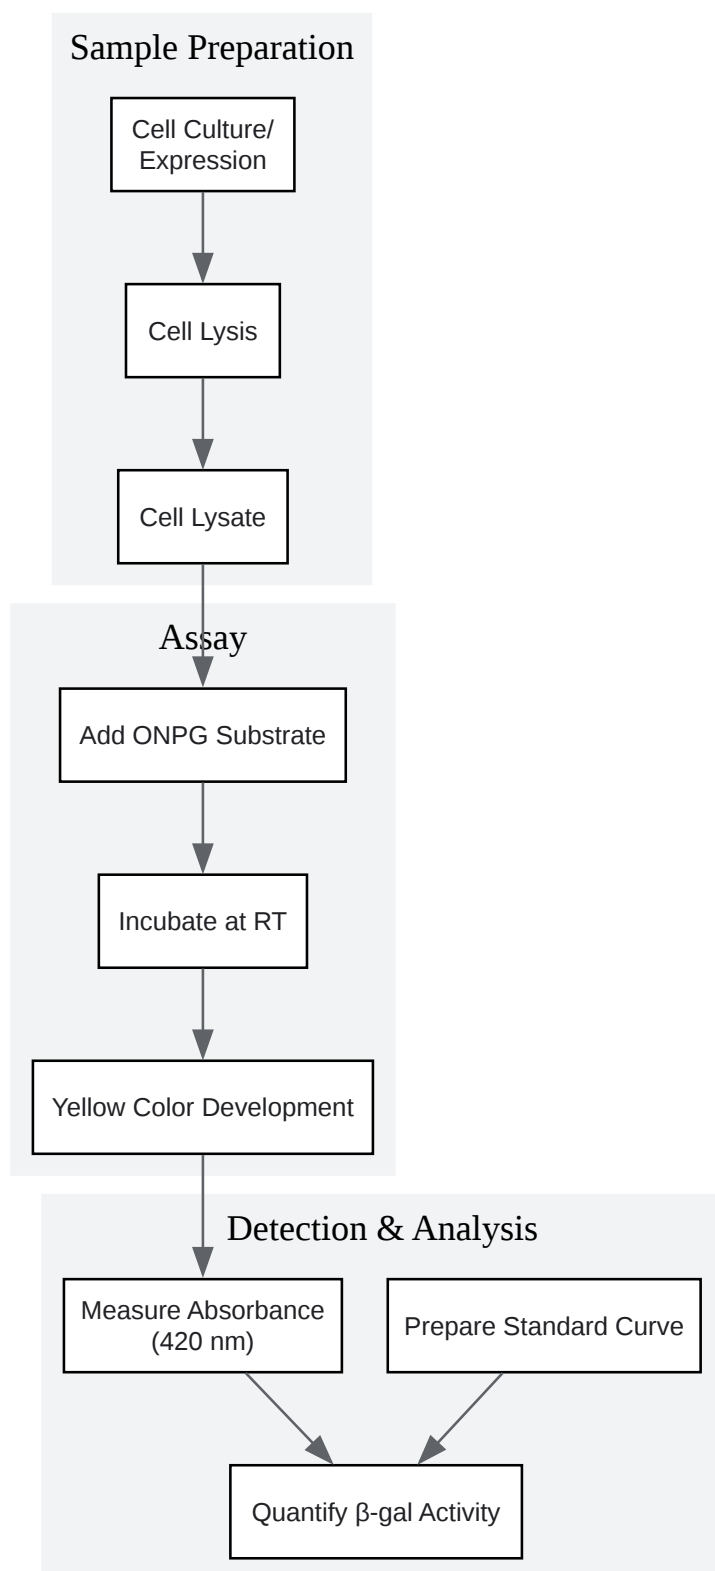 Sample Preparation
Cell Culture/
Expression
Cell Lysis
Cell Lysate
Assay
Add ONPG Substrate
Incubate at RT
Yellow Color Development
Detection & Analysis
Measure Absorbance
(420 nm)
Prepare Standard Curve
Quantify β-gal Activity